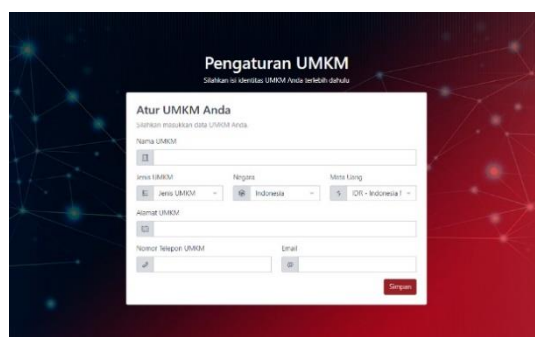 Pengaturan UMKM
Silahkan isi identitas UMKM Anda terlebih dahulu
Atur UMKM Anda
Silahkan masukkan data UMKM Anda.
Nama UMKM
Jenis UMKM Negara Mata Uang
Jenis UMKM Indonesia $ IDR - Indonesia
Alamat UMKM
Nomor Telepon UMKM Email
@
Simpan